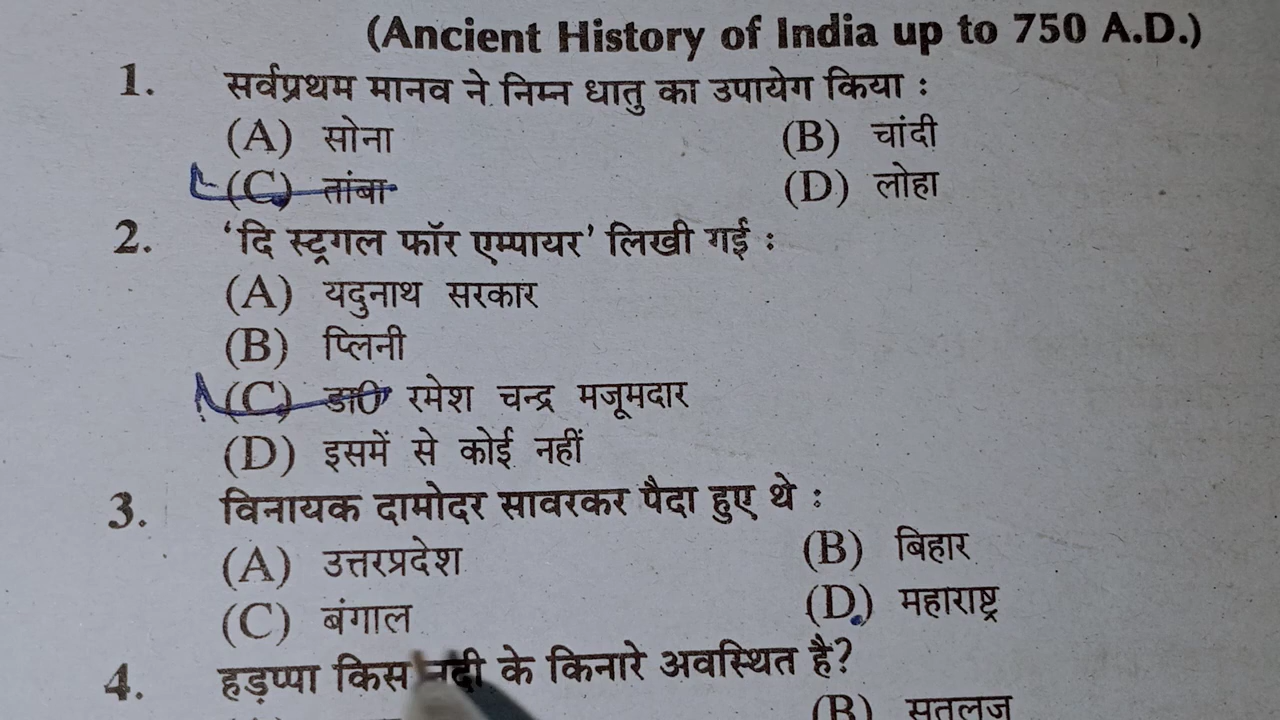 (Ancient History of India up to 750 A.D.)
1. सर्वप्रथम मानव ने निम्न धातु का उपायेग किया :
(A) सोना (B) चांदी
(C) तांबा (D) लोहा
2. ‘दि स्ट्रगल फॉर एम्पायर’ लिखी गई :
(A) यदुनाथ सरकार
(B) प्लिनी
(C) डा0 रमेश चन्द्र मजूमदार
(D) इसमें से कोई नहीं
3. विनायक दामोदर सावरकर पैदा हुए थे :
(A) उत्तरप्रदेश (B) बिहार
(C) बंगाल (D) महाराष्ट्र
4. हड़प्पा किस नदी के किनारे अवस्थित है?
(B) सतलज